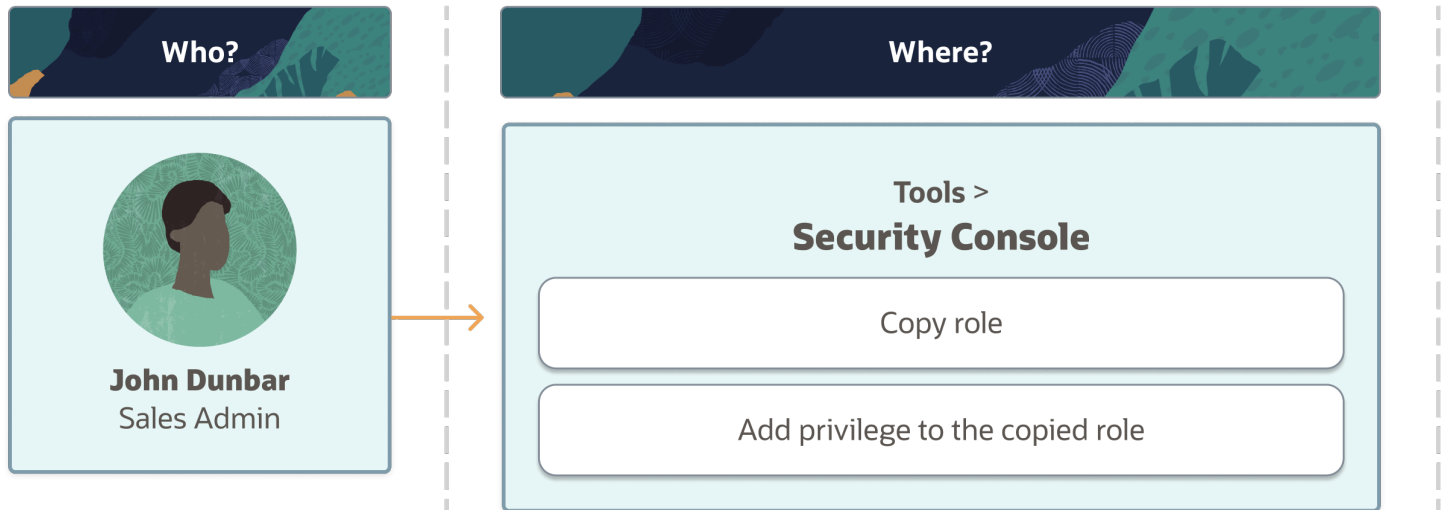 Who?
Where?
John Dunbar
Sales Admin
Tools >
Security Console
Copy role
Add privilege to the copied role